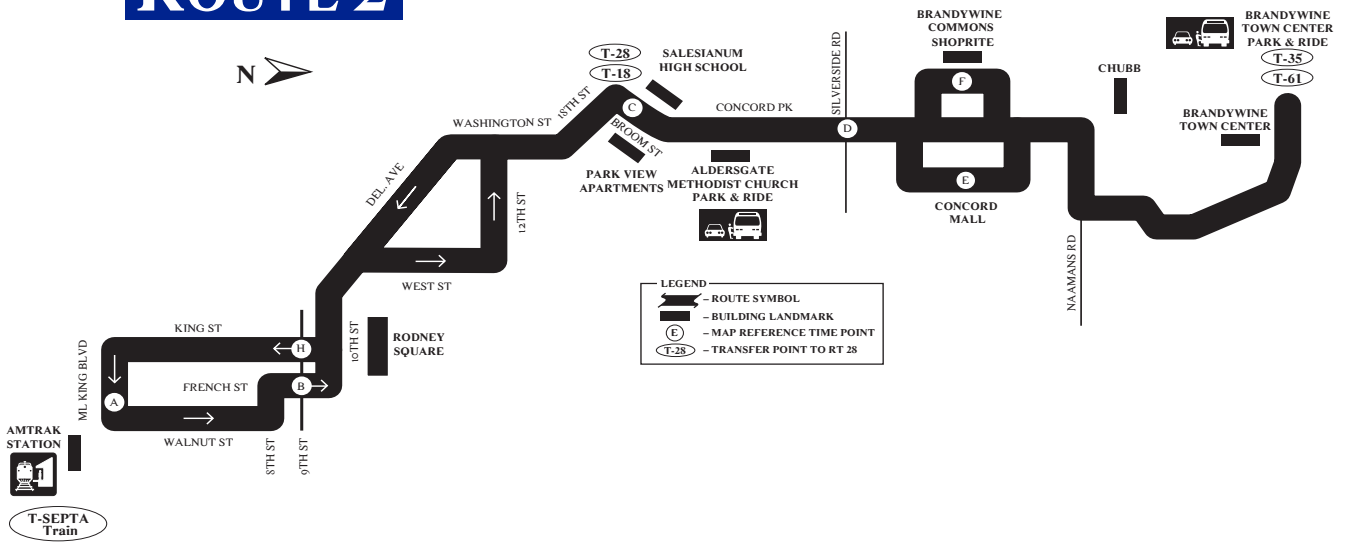 ROUTE 2
N
T-28
T-18
SALESIANUM
HIGH SCHOOL
SILVERSIDE RD
BRANDYWINE
COMMONS
SHOPRITE
F
BRANDYWINE
TOWN CENTER
PARK & RIDE
T-35
T-61
CHUBB
BRANDYWINE
TOWN CENTER
WASHINGTON ST
18TH ST
C
BROOM ST
CONCORD PK
D
PARK VIEW
APARTMENTS
ALDERSGATE
METHODIST CHURCH
PARK & RIDE
E
CONCORD
MALL
NAAMANS RD
DEL. AVE
12TH ST
WEST ST
LEGEND
– ROUTE SYMBOL
– BUILDING LANDMARK
E – MAP REFERENCE TIME POINT
T-28 – TRANSFER POINT TO RT 28
KING ST
H
10TH ST
RODNEY
SQUARE
ML KING BLVD
FRENCH ST
B
A
WALNUT ST
8TH ST
9TH ST
AMTRAK
STATION
T-SEPTA
Train